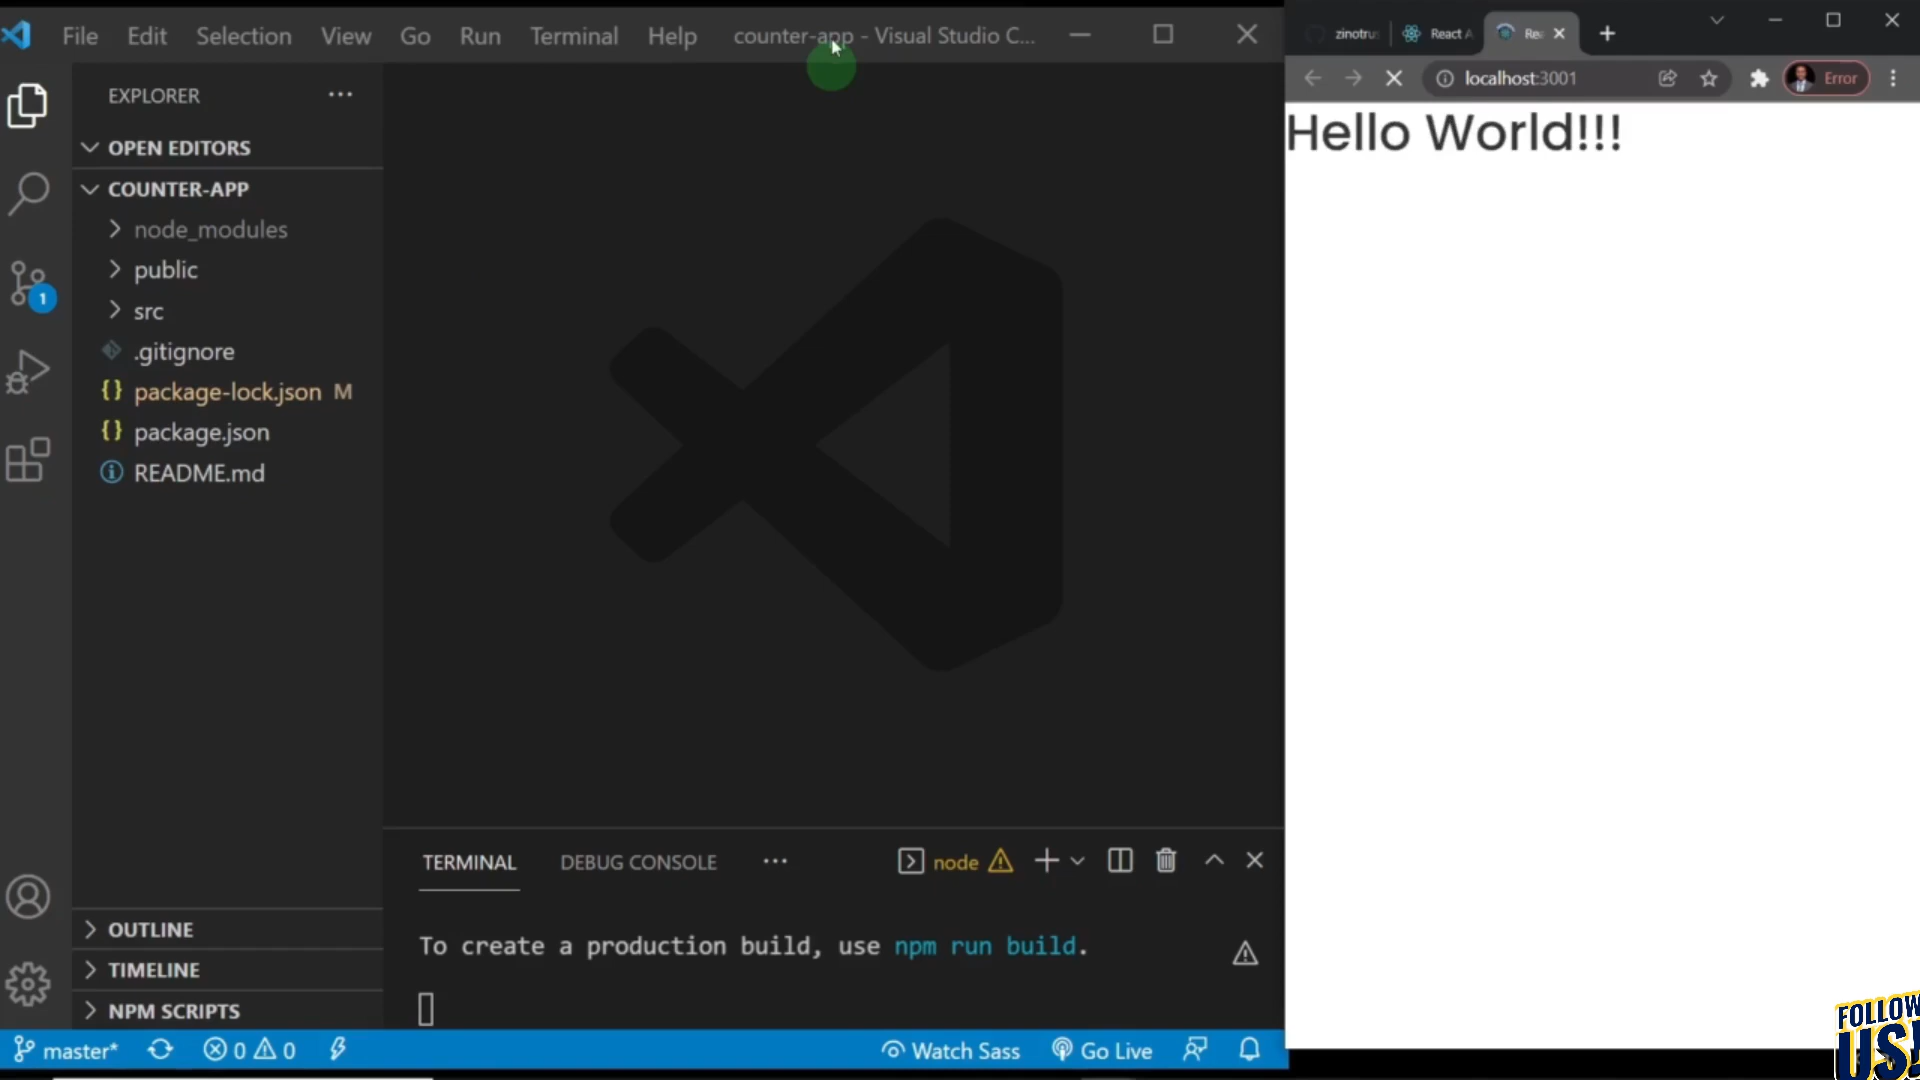 File Edit Selection View Go Run Terminal Help counter-app - Visual Studio C...
EXPLORER
OPEN EDITORS
COUNTER-APP
node_modules
public
src
.gitignore
package-lock.json M
package.json
README.md
OUTLINE
TIMELINE
NPM SCRIPTS
1
TERMINAL DEBUG CONSOLE
node
To create a production build, use npm run build.
master* 0 0 Watch Sass Go Live
zinotru React A Rea
localhost:3001 Error
Hello World!!!
FOLLOW
US!